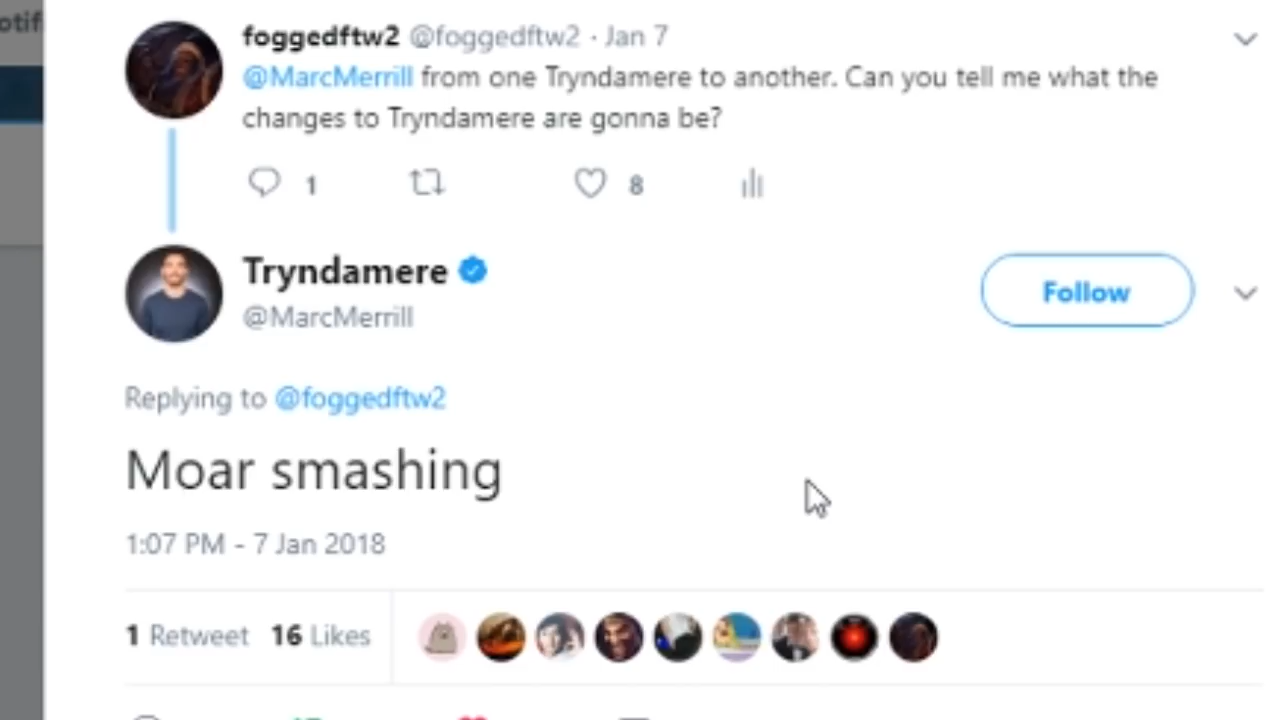 foggedftw2 @foggedftw2 · Jan 7
@MarcMerrill from one Tryndamere to another. Can you tell me what the
changes to Tryndamere are gonna be?
1 8
Tryndamere
@MarcMerrill
Follow
Replying to @foggedftw2
Moar smashing
1:07 PM - 7 Jan 2018
1 Retweet 16 Likes